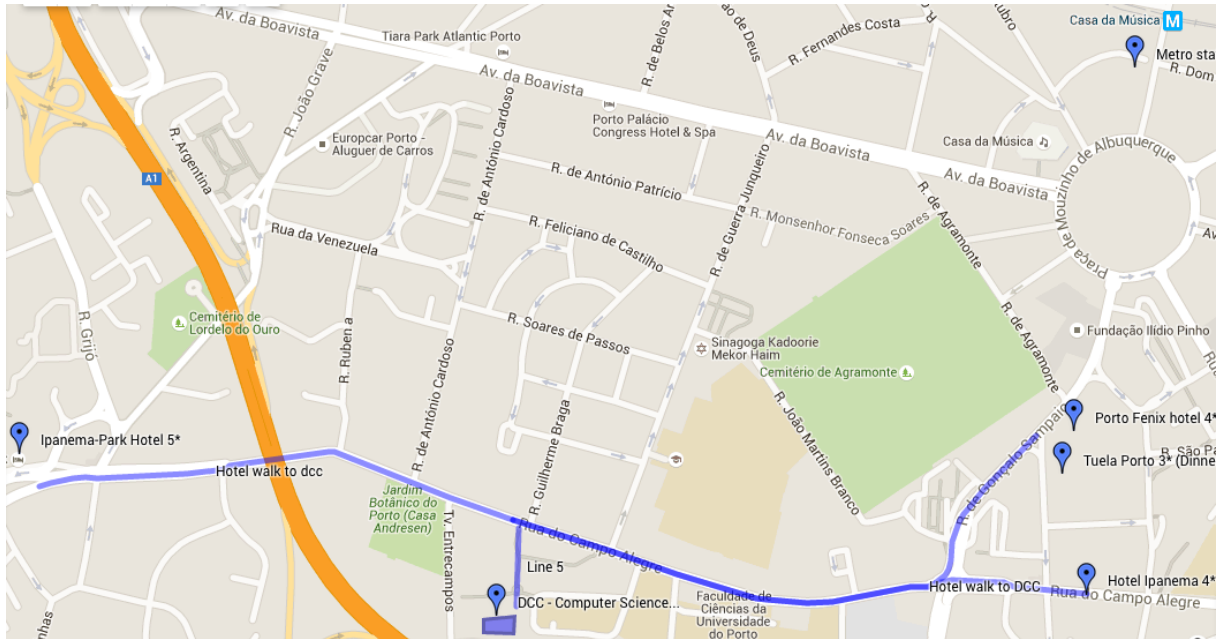 Casa da Música M
Tiara Park Atlantic Porto
R. Fernandes Costa
R. de Belos
ao de Deus
Metro sta
R. Dom
R. João Grave
Av. da Boavista
Porto Palácio
Congress Hotel & Spa
Europcar Porto -
Aluguer de Carros
R. Argentina
A1
R. de António Cardoso
Av. da Boavista
Casa da Música
Av. da Boavista
Praça de Mouzinho de Albuquerque
R. de António Patrício
R. Monsenhor Fonseca Soares
R. de Agramonte
R. de Guerra Junqueiro
R. Feliciano de Castilho
Rua da Venezuela
Cemitério de
Lordelo do Ouro
R. Grijó
R. Ruben a
R. Soares de Passos
Sinagoga Kadoorie
Mekor Haim
Cemitério de Agramonte
R. de Agramonte
Fundação Ilídio Pinho
R. de António Cardoso
R. Guilherme Braga
R. João Martins Branco
R. de Gonçalo Sampaio
Porto Fenix hotel 4*
R. São Pa
Tuela Porto 3* (Dinne
Ipanema-Park Hotel 5*
Hotel walk to dcc
Jardim
Botânico do
Porto (Casa
Andresen)
Tv. Entrecampos
Rua do Campo Alegre
Line 5
DCC - Computer Science...
Faculdade de
Ciências da
Universidade
do Porto
Hotel walk to DCC
Hotel Ipanema 4*
Rua do Campo Alegre
nhas